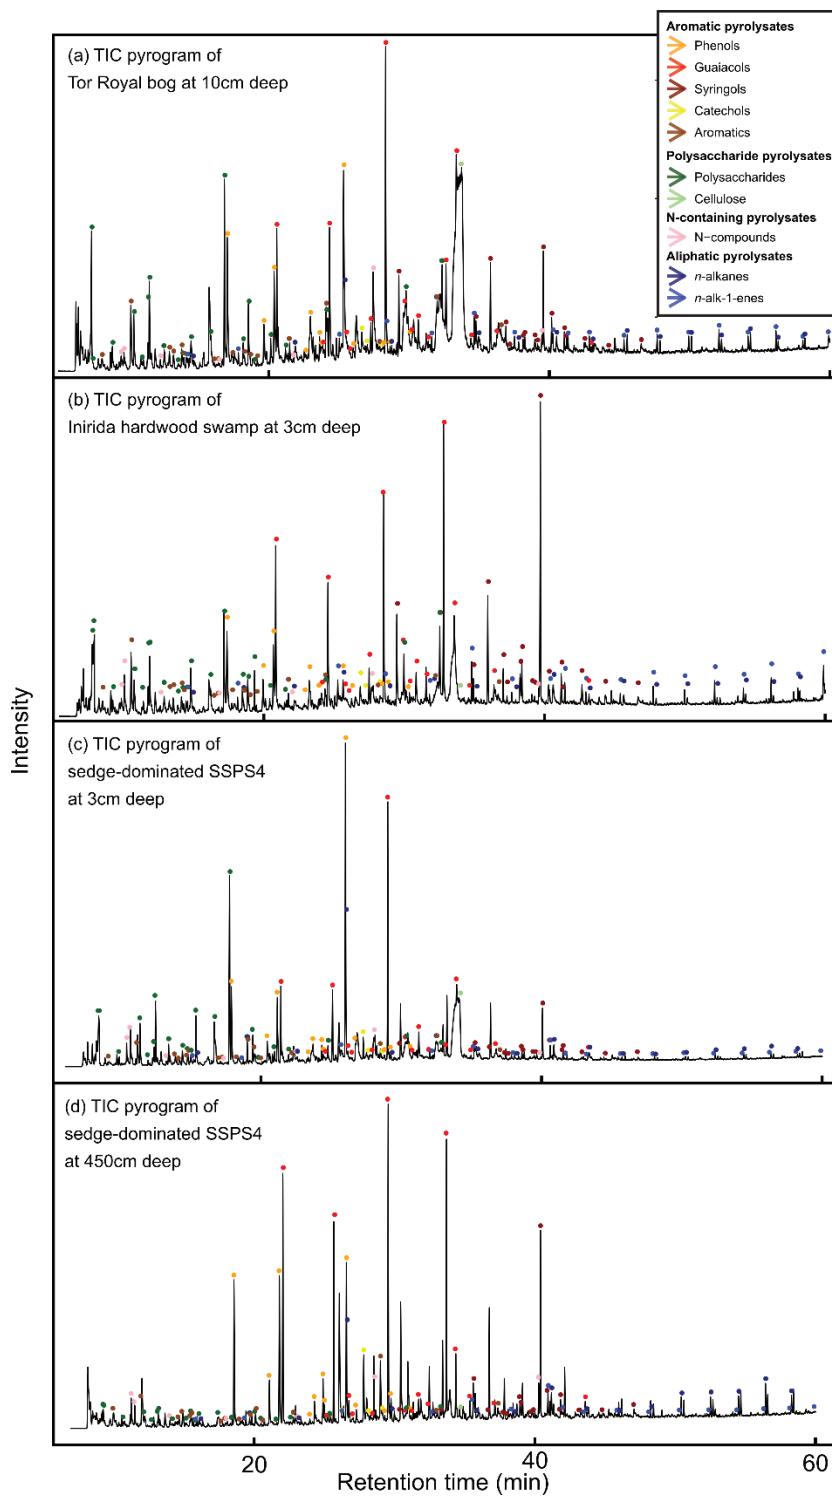 (a) TIC pyrogram of
Tor Royal bog at 10cm deep
Aromatic pyrolysates
Phenols
Guaiacols
Syringols
Catechols
Aromatics
Polysaccharide pyrolysates
Polysaccharides
Cellulose
N-containing pyrolysates
N−compounds
Aliphatic pyrolysates
n-alkanes
n-alk-1-enes
(b) TIC pyrogram of
Inirida hardwood swamp at 3cm deep
(c) TIC pyrogram of
sedge-dominated SSPS4
at 3cm deep
(d) TIC pyrogram of
sedge-dominated SSPS4
at 450cm deep
Intensity
20
40
60
Retention time (min)